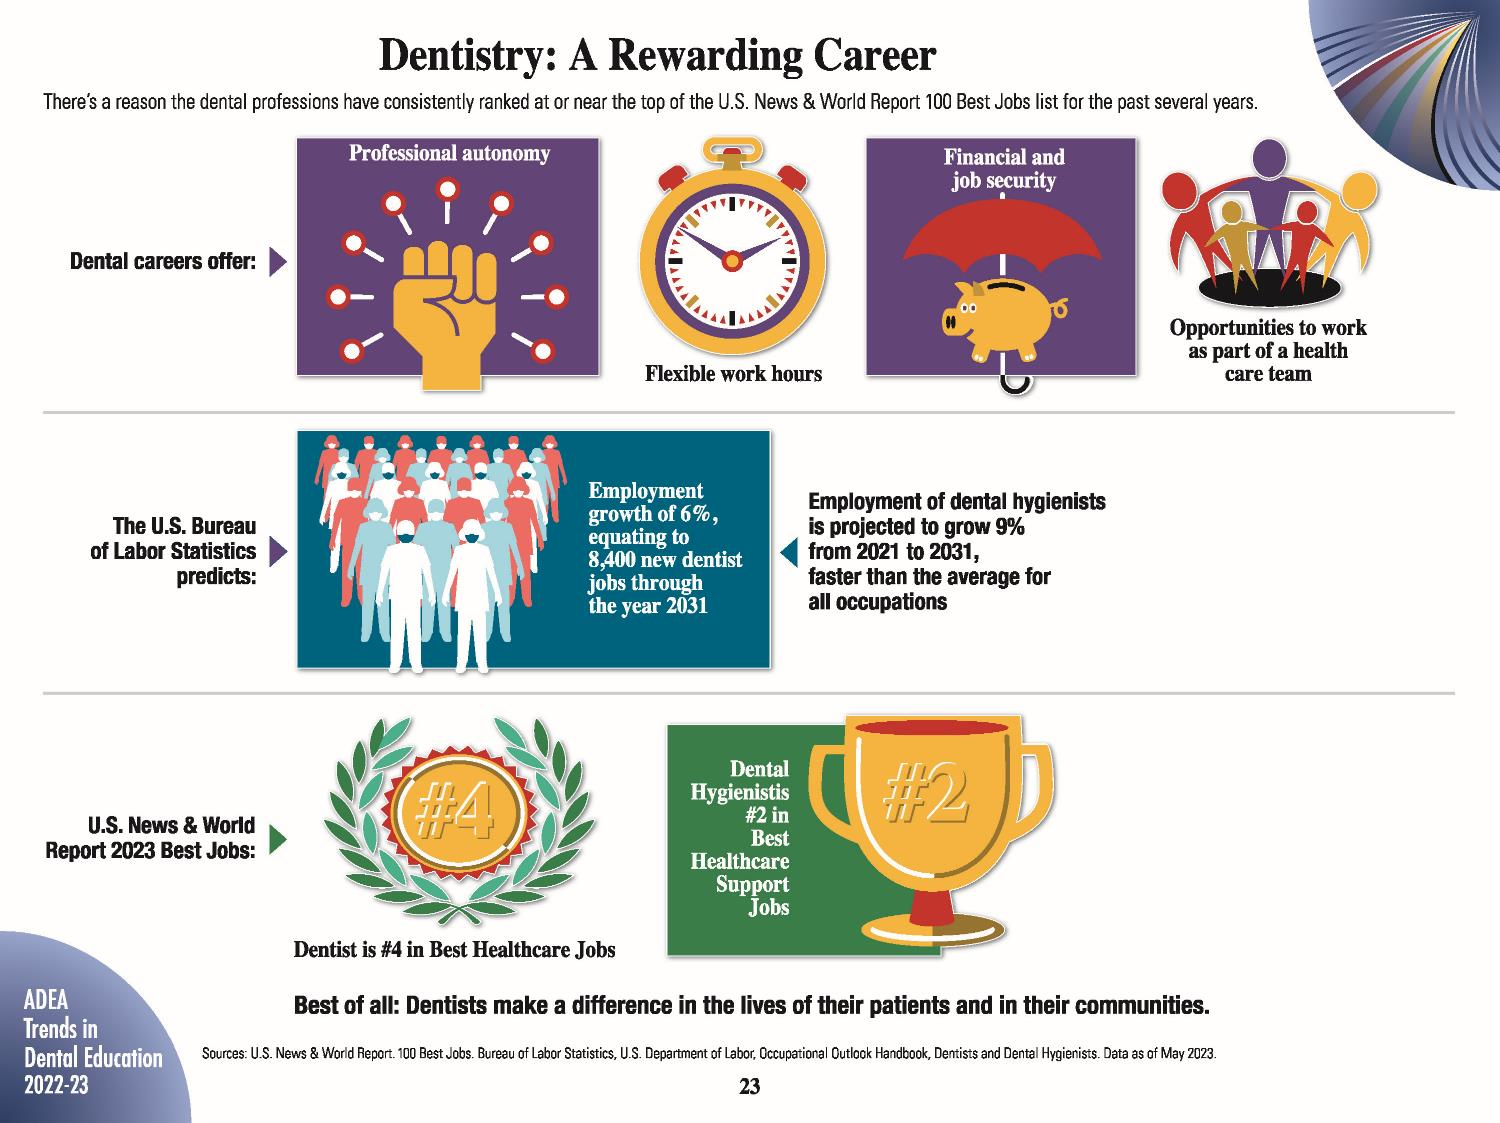 Dentistry: A Rewarding Career
There's a reason the dental professions have consistently ranked at or near the top of the U.S. News & World Report 100 Best Jobs list for the past several years.
Dental careers offer:
Professional autonomy
Flexible work hours
Financial and
job security
Opportunities to work
as part of a health
care team
The U.S. Bureau
of Labor Statistics
predicts:
Employment
growth of 6%,
equating to
8,400 new dentist
jobs through
the year 2031
Employment of dental hygienists
is projected to grow 9%
from 2021 to 2031,
faster than the average for
all occupations
U.S. News & World
Report 2023 Best Jobs:
#4
Dentist is #4 in Best Healthcare Jobs
Dental
Hygienistis
#2 in
Best
Healthcare
Support
Jobs
#2
Best of all: Dentists make a difference in the lives of their patients and in their communities.
ADEA
Trends in
Dental Education
2022-23
Sources: U.S. News & World Report. 100 Best Jobs. Bureau of Labor Statistics, U.S. Department of Labor, Occupational Outlook Handbook, Dentists and Dental Hygienists. Data as of May 2023.
23